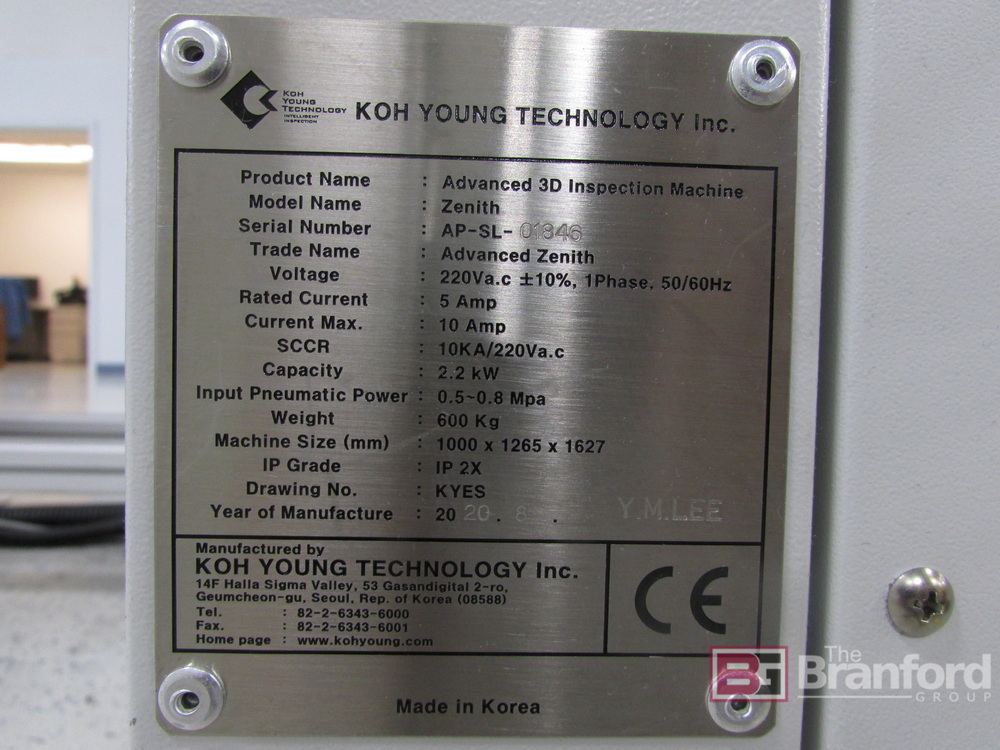 KOH
YOUNG
TECHNOLOGY
INTELLIGENT
INSPECTION
KOH YOUNG TECHNOLOGY Inc.
Product Name : Advanced 3D Inspection Machine
Model Name : Zenith
Serial Number : AP-SL- 01846
Trade Name : Advanced Zenith
Voltage : 220Va.c ±10%, 1Phase, 50/60Hz
Rated Current : 5 Amp
Current Max. : 10 Amp
SCCR : 10KA/220Va.c
Capacity : 2.2 kW
Input Pneumatic Power : 0.5~0.8 Mpa
Weight : 600 Kg
Machine Size (mm) : 1000 x 1265 x 1627
IP Grade : IP 2X
Drawing No. : KYES
Year of Manufacture : 20 20 . 8 . Y.M.LEE
Manufactured by
KOH YOUNG TECHNOLOGY Inc.
14F Halla Sigma Valley, 53 Gasandigital 2-ro,
Geumcheon-gu, Seoul, Rep. of Korea (08588)
Tel. : 82-2-6343-6000
Fax. : 82-2-6343-6001
Home page : www.kohyoung.com
CE
Made in Korea
BG The Branford
GROUP